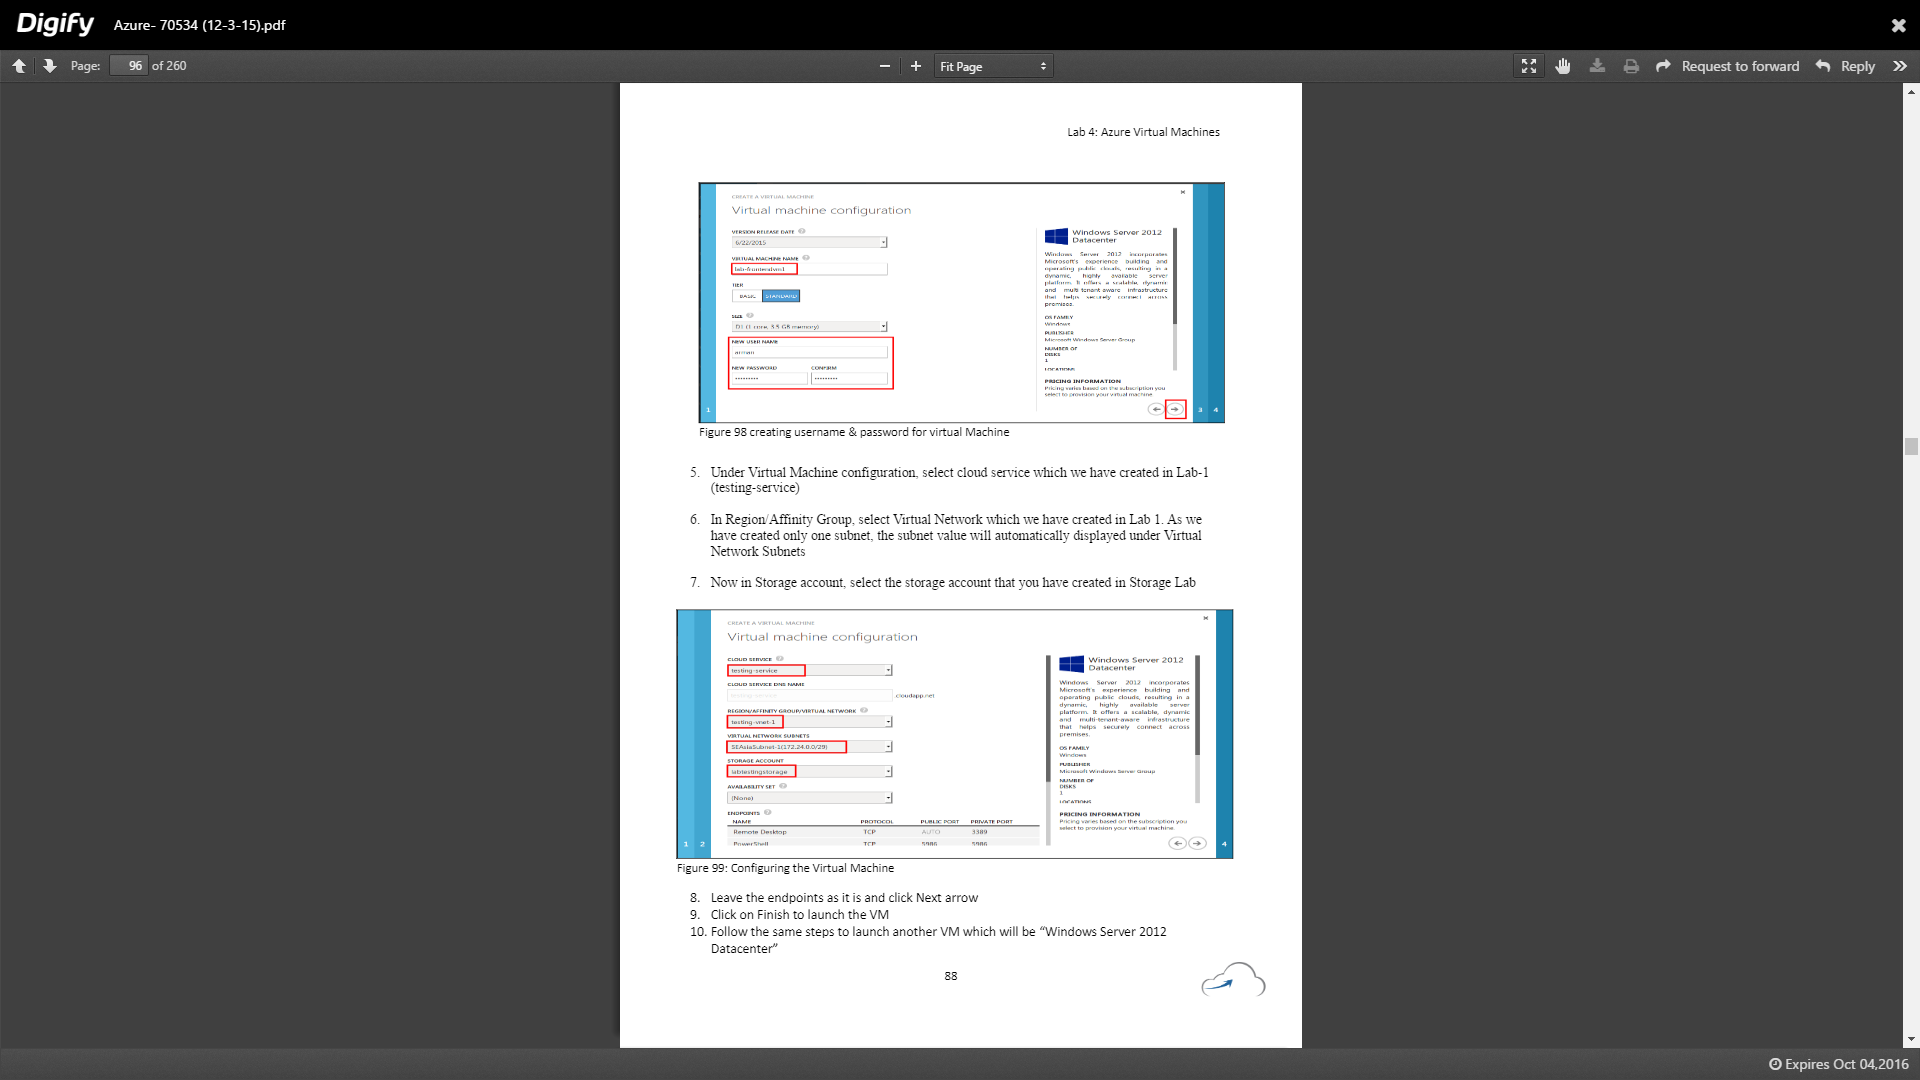 Digify Azure- 70534 (12-3-15).pdf
Page: 96 of 260 Fit Page Request to forward Reply
Lab 4: Azure Virtual Machines
CREATE A VIRTUAL MACHINE
Virtual machine configuration
VERSION RELEASE DATE
6/22/2015
VIRTUAL MACHINE NAME
lab-frontendvm1
TIER
BASIC STANDARD
SIZE
D1 (1 core, 3.5 GB memory)
NEW USER NAME
arman
NEW PASSWORD CONFIRM
Windows Server 2012
Datacenter
Windows Server 2012 incorporates
Microsoft's experience building and
operating public clouds, resulting in a
dynamic, highly available server
platform. It offers a scalable, dynamic
and multi-tenant-aware infrastructure
that helps securely connect across
premises.
OS FAMILY
Windows
PUBLISHER
Microsoft Windows Server Group
NUMBER OF
DISKS
1
LOCATIONS
PRICING INFORMATION
Pricing varies based on the subscription you
select to provision your virtual machine.
1 3 4
Figure 98 creating username & password for virtual Machine
5. Under Virtual Machine configuration, select cloud service which we have created in Lab-1
(testing-service)
6. In Region/Affinity Group, select Virtual Network which we have created in Lab 1. As we
have created only one subnet, the subnet value will automatically displayed under Virtual
Network Subnets
7. Now in Storage account, select the storage account that you have created in Storage Lab
CREATE A VIRTUAL MACHINE
Virtual machine configuration
CLOUD SERVICE
testing-service
CLOUD SERVICE DNS NAME
testing-service .cloudapp.net
REGION/AFFINITY GROUP/VIRTUAL NETWORK
testing-vnet-1
VIRTUAL NETWORK SUBNETS
SEAsiaSubnet-1(172.24.0.0/29)
STORAGE ACCOUNT
labtestingstorage
AVAILABILITY SET
(None)
ENDPOINTS
NAME PROTOCOL PUBLIC PORT PRIVATE PORT
Remote Desktop TCP AUTO 3389
PowerShell TCP 5986 5986
Windows Server 2012
Datacenter
Windows Server 2012 incorporates
Microsoft's experience building and
operating public clouds, resulting in a
dynamic, highly available server
platform. It offers a scalable, dynamic
and multi-tenant-aware infrastructure
that helps securely connect across
premises.
OS FAMILY
Windows
PUBLISHER
Microsoft Windows Server Group
NUMBER OF
DISKS
1
LOCATIONS
PRICING INFORMATION
Pricing varies based on the subscription you
select to provision your virtual machine.
1 2 4
Figure 99: Configuring the Virtual Machine
8. Leave the endpoints as it is and click Next arrow
9. Click on Finish to launch the VM
10. Follow the same steps to launch another VM which will be “Windows Server 2012
Datacenter”
88
Expires Oct 04,2016